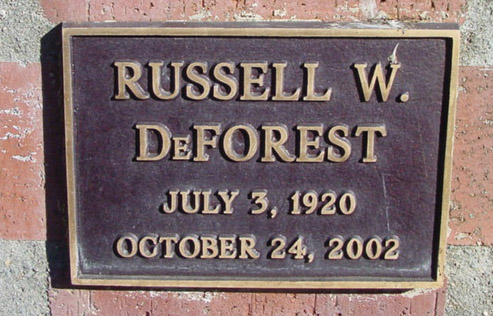 RUSSELL W.
DeFOREST
JULY 3, 1920
OCTOBER 24, 2002